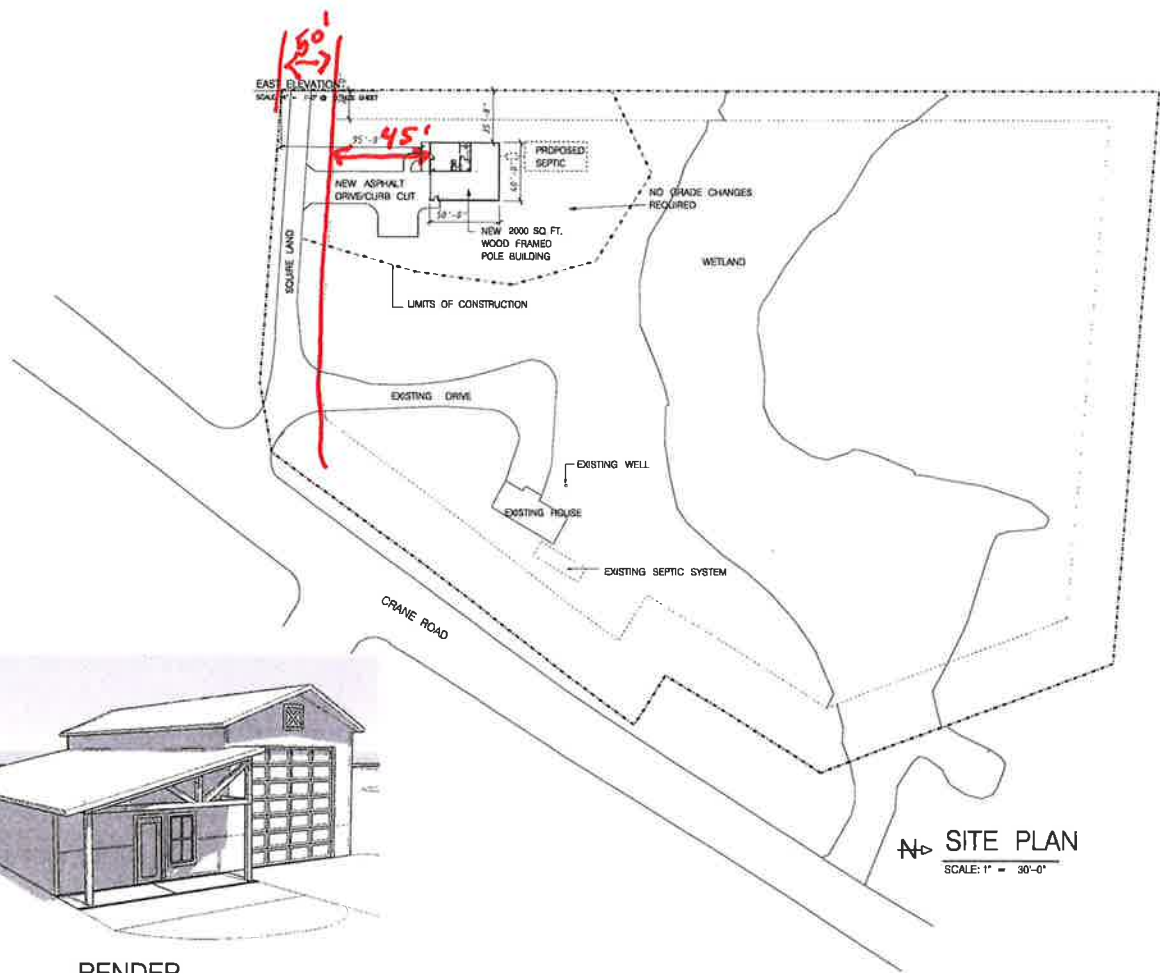 50'
EAST ELEVATION
95'-0"
45'
35'-0"
40'-0"
PROPOSED
SEPTIC
NEW ASPHALT
DRIVE/CURB CUT
50'-0"
NO GRADE CHANGES
REQUIRED
NEW 2000 SQ FT.
WOOD FRAMED
POLE BUILDING
SQUIRE LAND
WETLAND
LIMITS OF CONSTRUCTION
EXISTING DRIVE
EXISTING WELL
EXISTING HOUSE
EXISTING SEPTIC SYSTEM
CRANE ROAD
N
SITE PLAN
SCALE: 1" = 30'-0"
RENDER